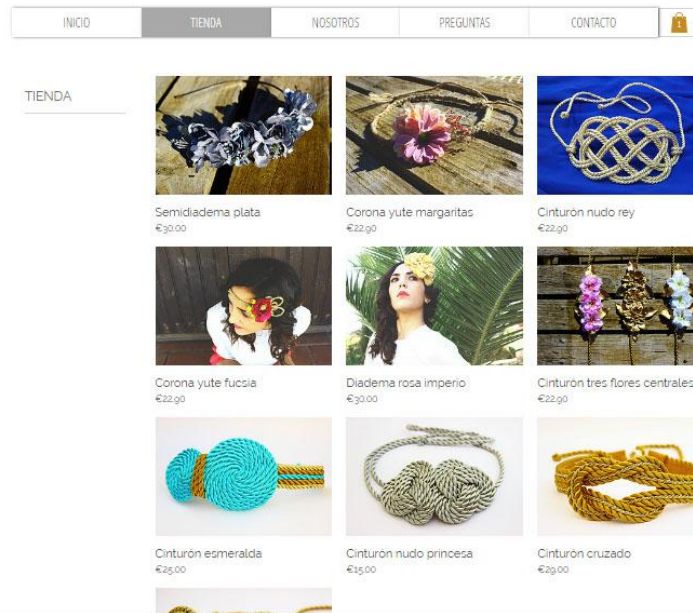 INICIO
TIENDA
NOSOTROS
PREGUNTAS
CONTACTO
1
TIENDA
Semidiadema plata
€30.00
Corona yute margaritas
€22.90
Cinturón nudo rey
€22.90
Corona yute fucsia
€22.90
Diadema rosa imperio
€30.00
Cinturón tres flores centrales
€22.90
Cinturón esmeralda
€25.00
Cinturón nudo princesa
€15.00
Cinturón cruzado
€29.00